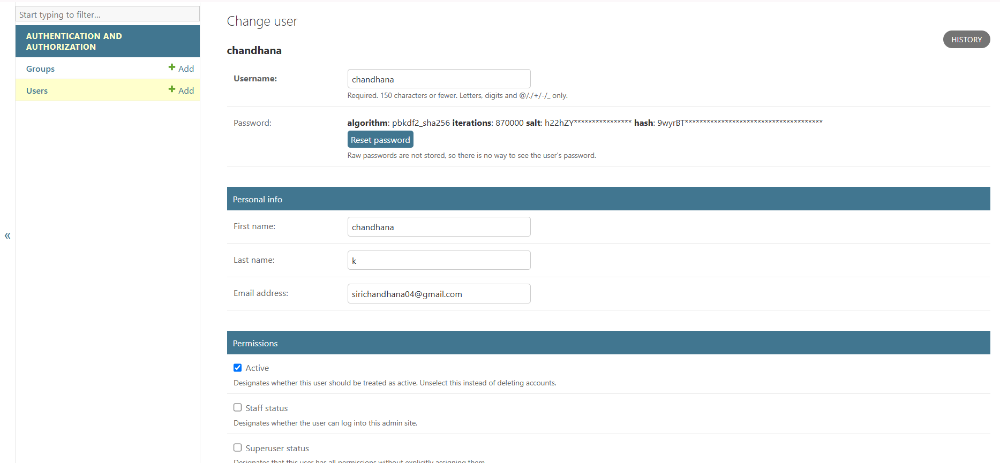 Start typing to filter...
AUTHENTICATION AND
AUTHORIZATION
Groups
Add
Users
Add
«
Change user
HISTORY
chandhana
Username:
chandhana
Required. 150 characters or fewer. Letters, digits and @/./+/-/_ only.
Password:
algorithm: pbkdf2_sha256 iterations: 870000 salt: h22hZY**************** hash: 9wyrBT**************************************
Reset password
Raw passwords are not stored, so there is no way to see the user’s password.
Personal info
First name:
chandhana
Last name:
k
Email address:
sirichandhana04@gmail.com
Permissions
Active
Designates whether this user should be treated as active. Unselect this instead of deleting accounts.
Staff status
Designates whether the user can log into this admin site.
Superuser status
Designates that this user has all permissions without explicitly assigning them.